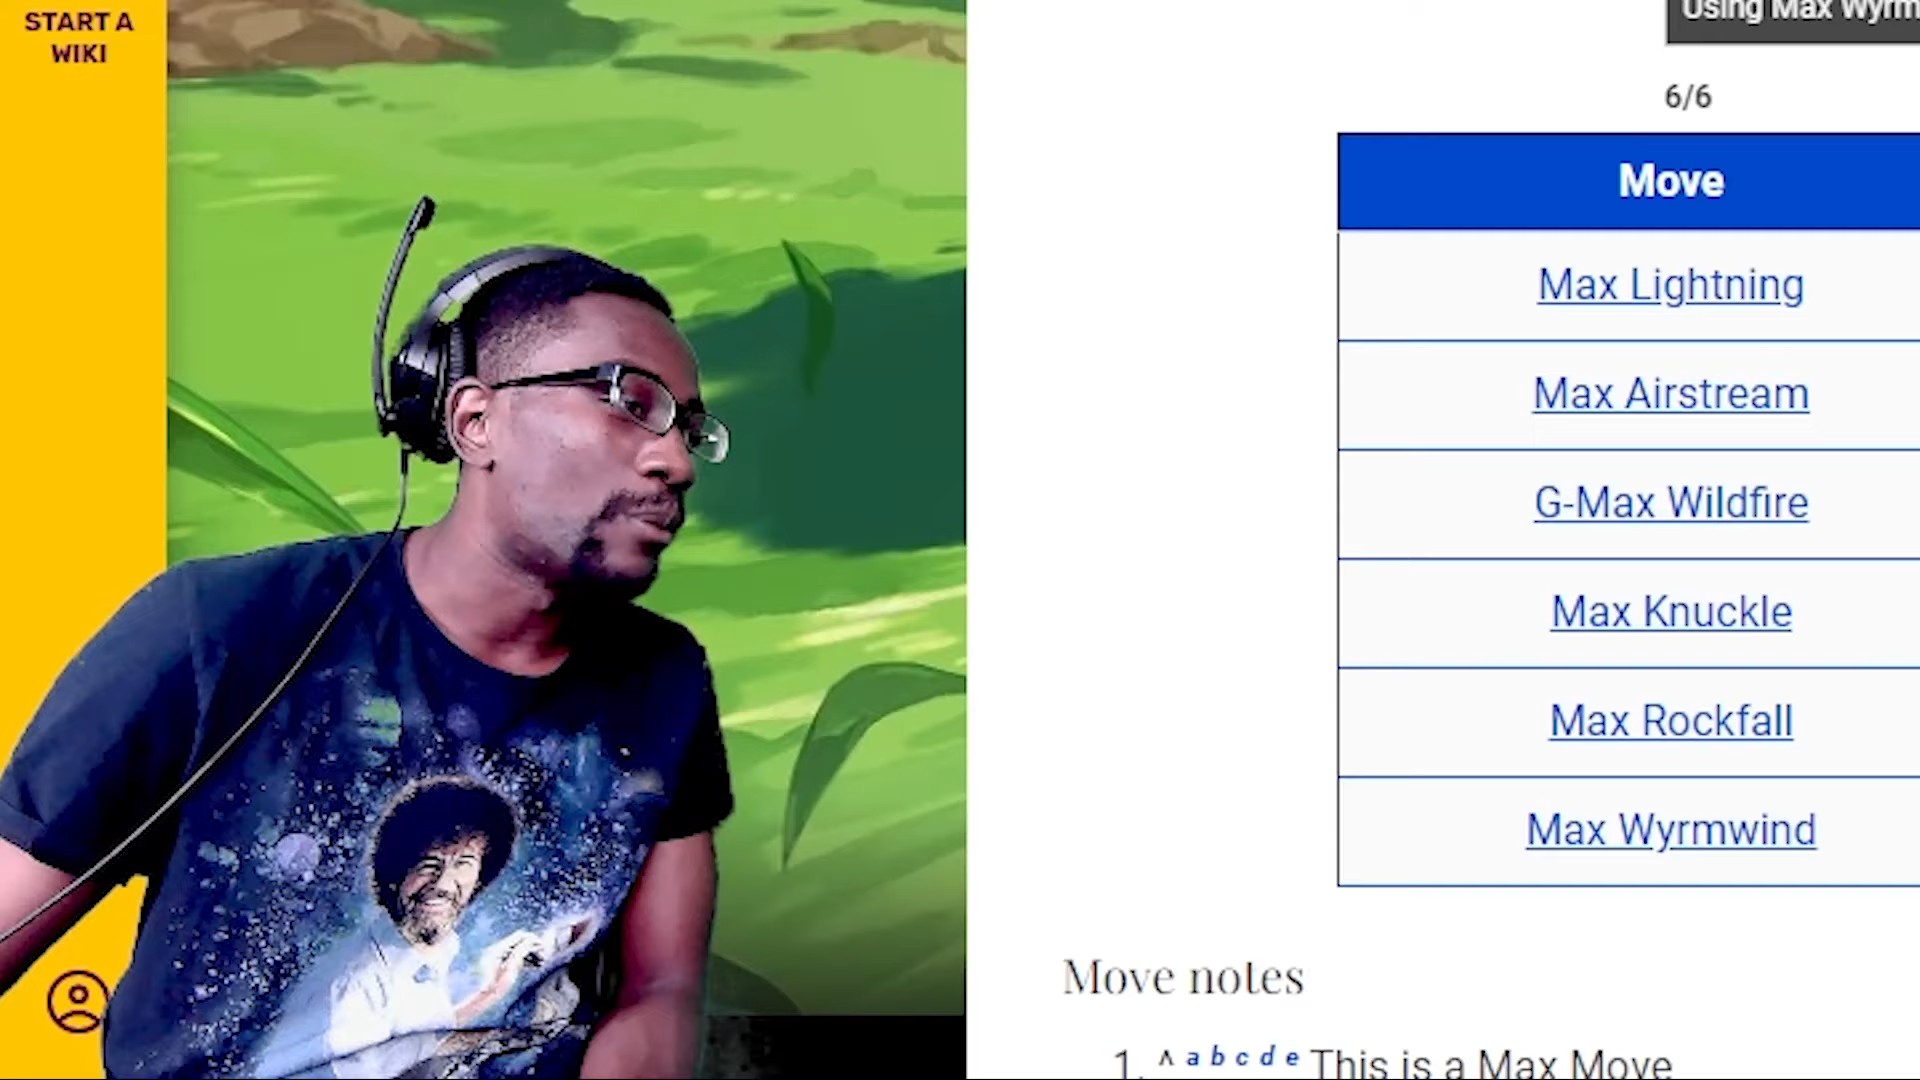 START A
WIKI
Using Max Wyrm
6/6
Move
Max Lightning
Max Airstream
G-Max Wildfire
Max Knuckle
Max Rockfall
Max Wyrmwind
Move notes
1. ^ a b c d e This is a Max Move